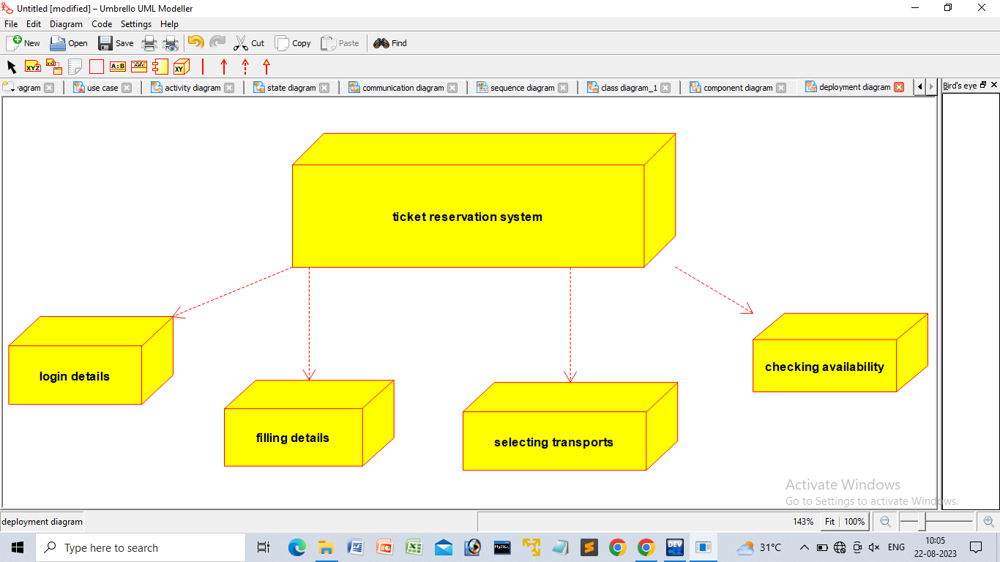 Untitled [modified] – Umbrello UML Modeller
File Edit Diagram Code Settings Help
New Open Save Cut Copy Paste Find
XYZ XYZ A:B ABC XY
agram use case activity diagram state diagram communication diagram sequence diagram class diagram_1 component diagram deployment diagram Bird's eye
ticket reservation system
login details
checking availability
filling details
selecting transports
Activate Windows
Go to Settings to activate Windows.
deployment diagram 143% Fit 100%
Type here to search DEV 31°C ENG 10:05
22-08-2023